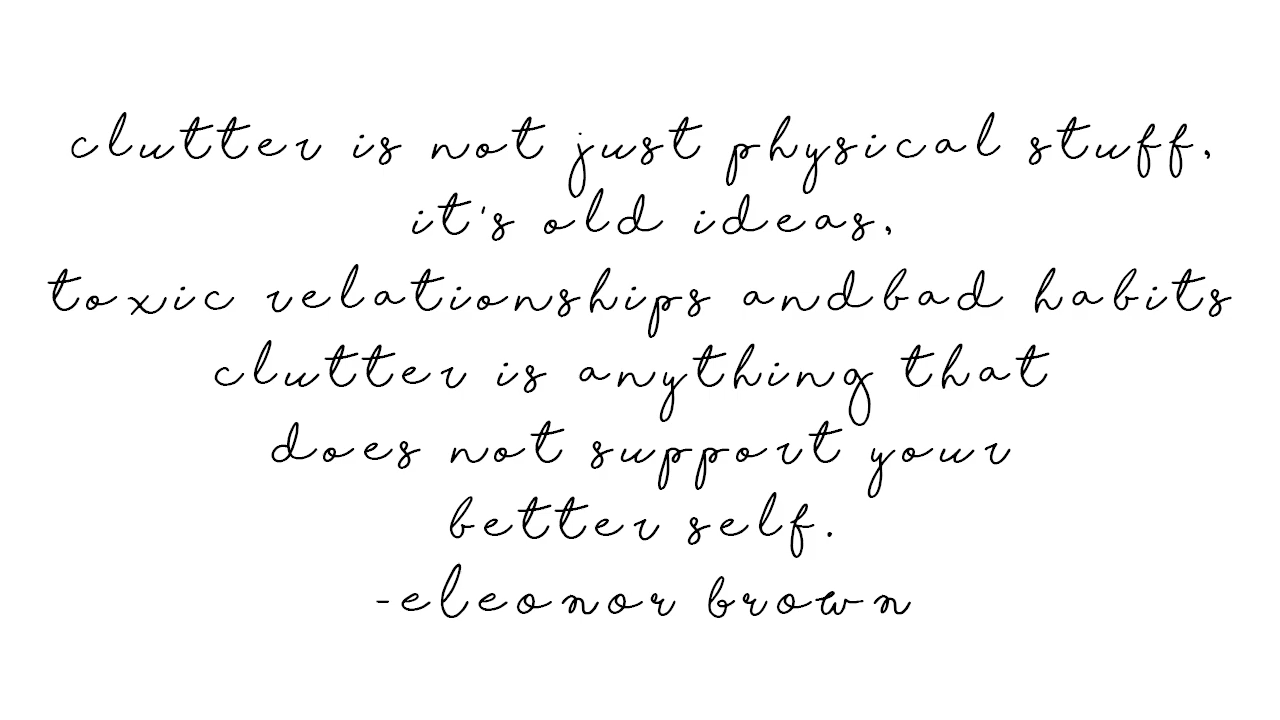 clutter is not just physical stuff,
it's old ideas,
toxic relationships andbad habits
clutter is anything that
does not support your
better self.
-eleonor brown